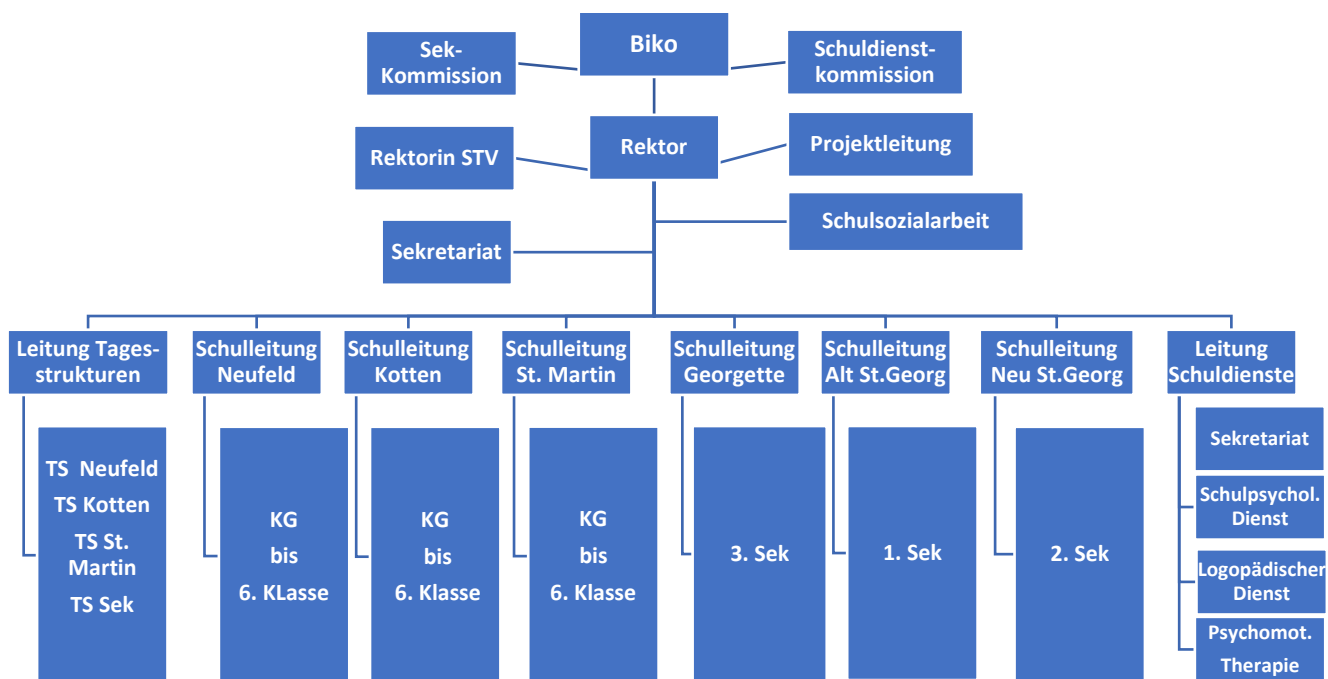 Biko
Sek-
Kommission
Schuldienst-
kommission
Rektorin STV
Rektor
Projektleitung
Schulsozialarbeit
Sekretariat
Leitung Tages-
strukturen
Schulleitung
Neufeld
Schulleitung
Kotten
Schulleitung
St. Martin
Schulleitung
Georgette
Schulleitung
Alt St.Georg
Schulleitung
Neu St.Georg
Leitung
Schuldienste
TS Neufeld
TS Kotten
TS St.
Martin
TS Sek
KG
bis
6. KLasse
KG
bis
6. Klasse
KG
bis
6. Klasse
3. Sek
1. Sek
2. Sek
Sekretariat
Schulpsychol.
Dienst
Logopädischer
Dienst
Psychomot.
Therapie